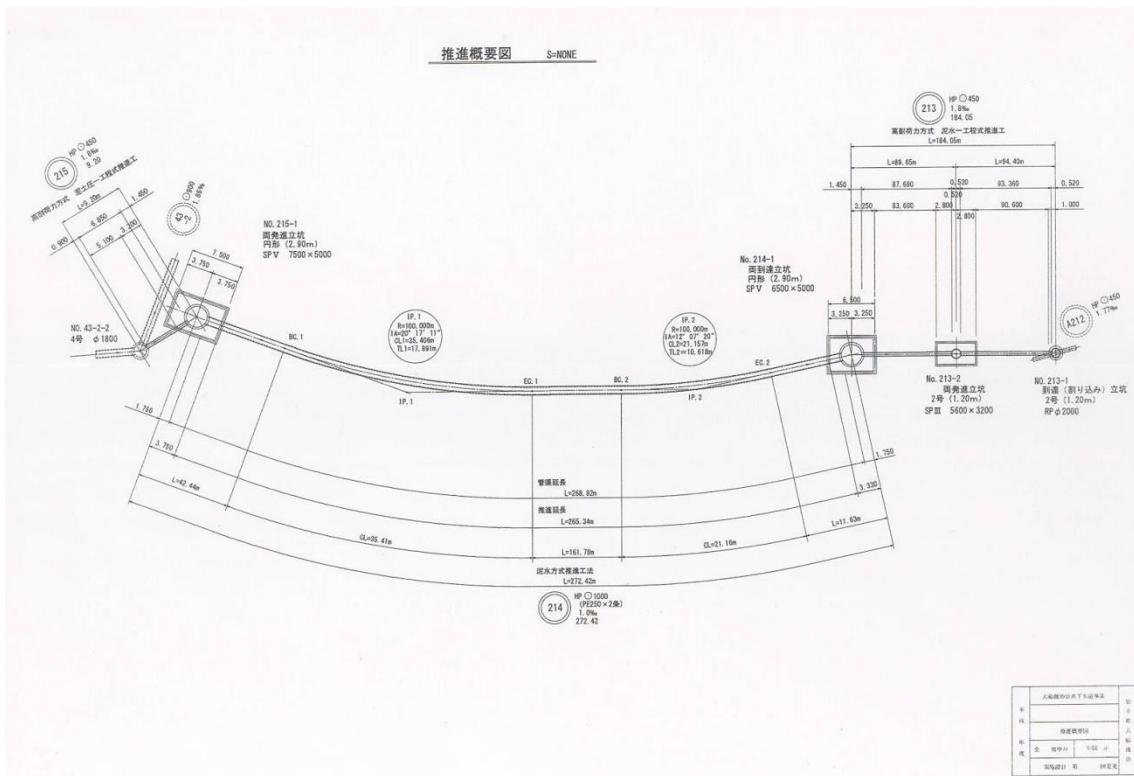 推進概要図 S=NONE
213
HP ○450
1.8‰
184.05
高耐荷力方式 泥水一工程式推進工
L=184.05m
L=89.65m
L=94.40m
1.450
87.680
0.520
93.360
0.520
0.520
3.250
83.600
2.800
90.600
1.000
2.800
215
HP ○450
1.8‰
9.20
高耐荷力方式 泥土圧一工程式推進工
L=9.20m
1.450
6.850
3.200
5.100
0.900
43
2
○900
1.86‰
NO.215-1
両発進立坑
円形 (2.90m)
SPⅤ 7500×5000
7.500
3.750
3.750
NO.43-2-2
4号 φ1800
BC.1
IP.1
R=100.000m
IA=20° 17' 11"
CL1=35.406m
TL1=17.891m
IP.1
EC.1
BC.2
IP.2
R=100.000m
IA=12° 07' 20"
CL2=21.157m
TL2=10.618m
IP.2
EC.2
No.214-1
両到達立坑
円形 (2.90m)
SPⅤ 6500×5000
6.500
3.250
3.250
No.213-2
両発進立坑
2号 (1.20m)
SPⅢ 5600×3200
A212
HP ○450
1.77‰
NO.213-1
到達(割り込み)立坑
2号 (1.20m)
RPφ2000
1.750
3.750
1.750
3.330
管渠延長
L=268.92m
推進延長
L=265.34m
L=42.44m
CL=35.41m
L=161.78m
CL=21.16m
L=11.63m
泥水方式推進工法
L=272.42m
214
HP ○1000
(PE250×2条)
1.0‰
272.42
推進概要図